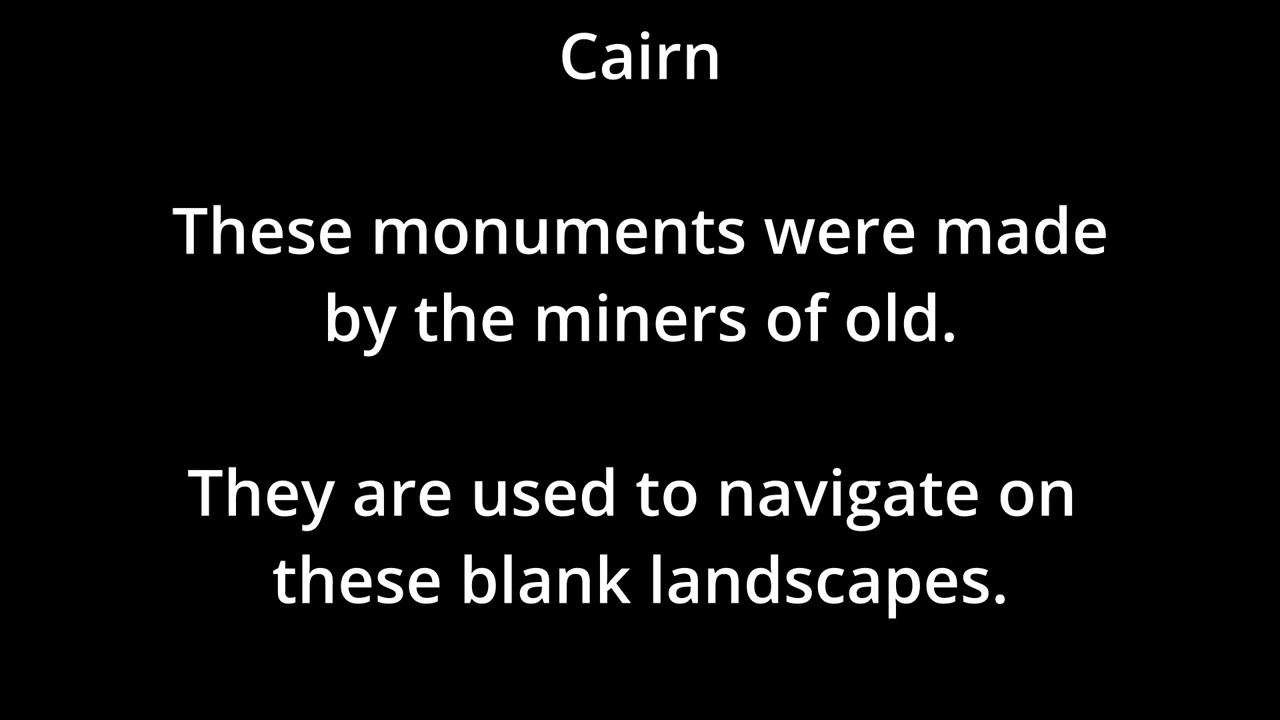 Cairn
These monuments were made
by the miners of old.
They are used to navigate on
these blank landscapes.